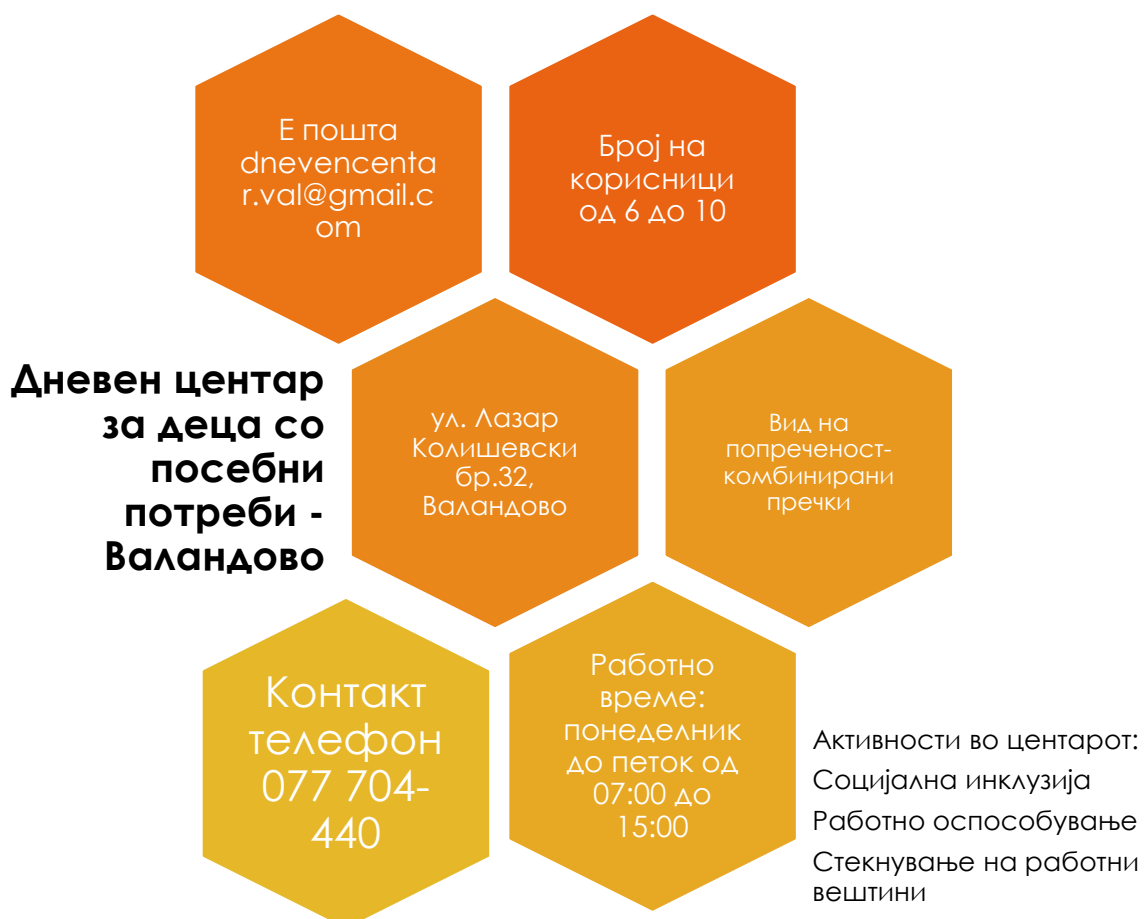 Е пошта
dnevencenta
r.val@gmail.c
om
Број на
корисници
од 6 до 10
Дневен центар
за деца со
посебни
потреби -
Валандово
ул. Лазар
Колишевски
бр.32,
Валандово
Вид на
попреченост-
комбинирани
пречки
Контакт
телефон
077 704-
440
Работно
време:
понеделник
до петок од
07:00 до
15:00
Активности во центарот:
Социјална инклузија
Работно оспособување
Стекнување на работни
вештини